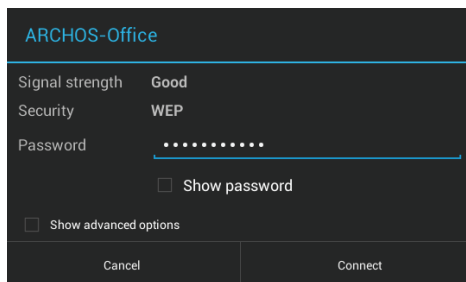 ARCHOS-Office
Signal strength Good
Security WEP
Password •••••••••••
Show password
Show advanced options
Cancel Connect